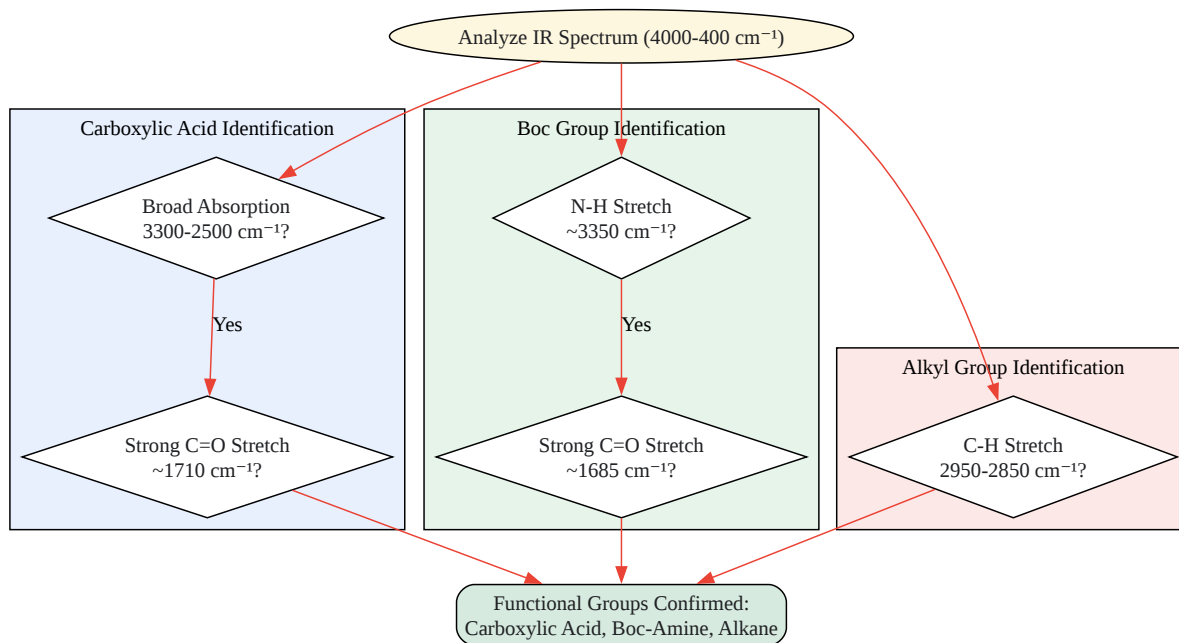 Analyze IR Spectrum (4000-400 cm⁻¹)
Carboxylic Acid Identification
Broad Absorption
3300-2500 cm⁻¹?
Yes
Strong C=O Stretch
~1710 cm⁻¹?
Boc Group Identification
N-H Stretch
~3350 cm⁻¹?
Yes
Strong C=O Stretch
~1685 cm⁻¹?
Alkyl Group Identification
C-H Stretch
2950-2850 cm⁻¹?
Functional Groups Confirmed:
Carboxylic Acid, Boc-Amine, Alkane